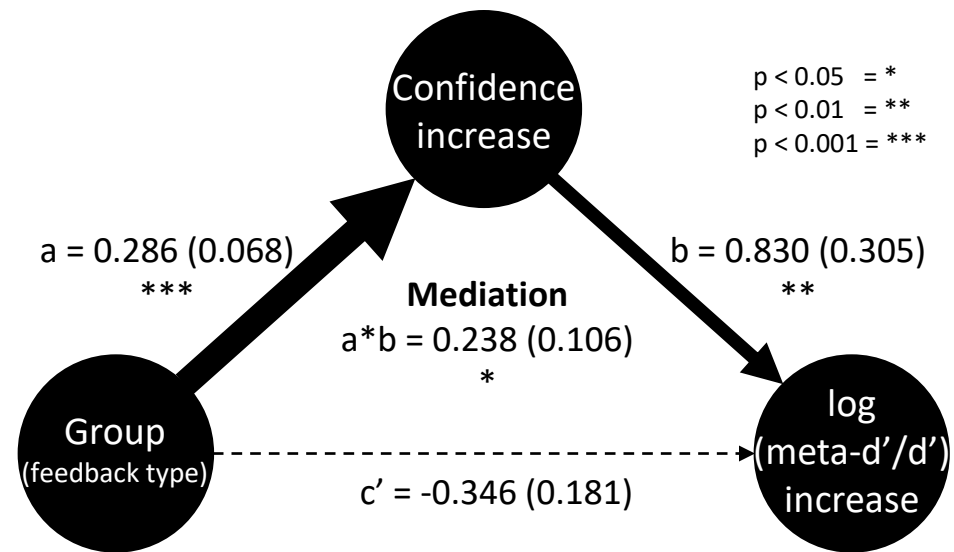 Confidence
increase
p < 0.05 = *
p < 0.01 = **
p < 0.001 = ***
a = 0.286 (0.068)
***
b = 0.830 (0.305)
**
Mediation
a*b = 0.238 (0.106)
*
Group
(feedback type)
log
(meta-d’/d’)
increase
c’ = -0.346 (0.181)